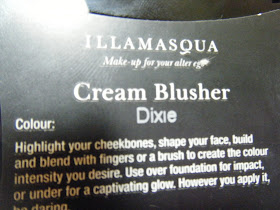 ILLAMASQUA
Make-up for your alter ego
Cream Blusher
Dixie
Colour:
Highlight your cheekbones, shape your face, build
and blend with fingers or a brush to create the colour
intensity you desire. Use over foundation for impact,
or under for a captivating glow. However you apply it,
be daring